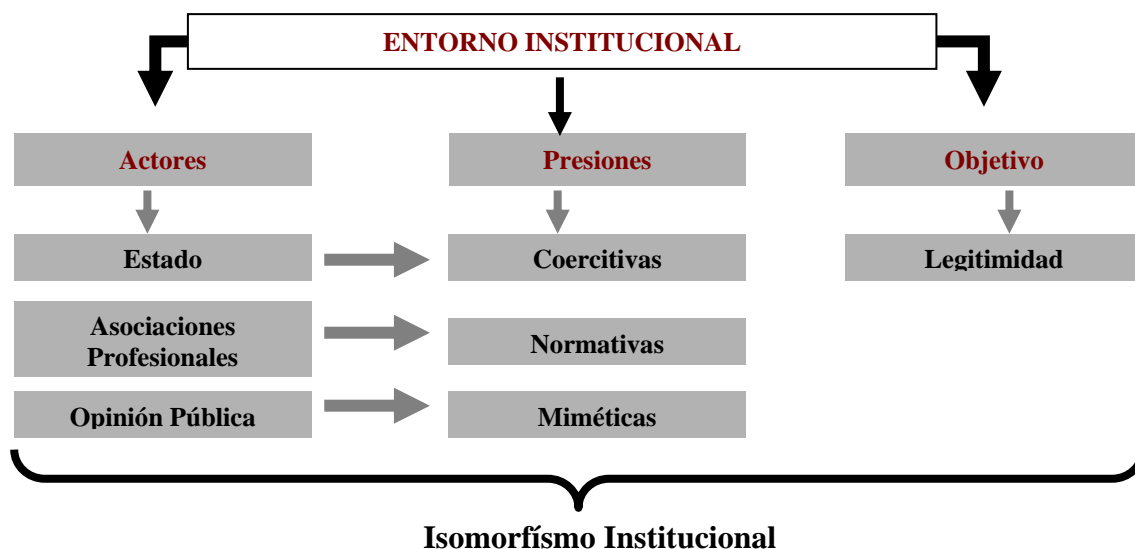 ENTORNO INSTITUCIONAL
Actores
Presiones
Objetivo
Estado
Coercitivas
Legitimidad
Asociaciones
Profesionales
Normativas
Opinión Pública
Miméticas
Isomorfísmo Institucional